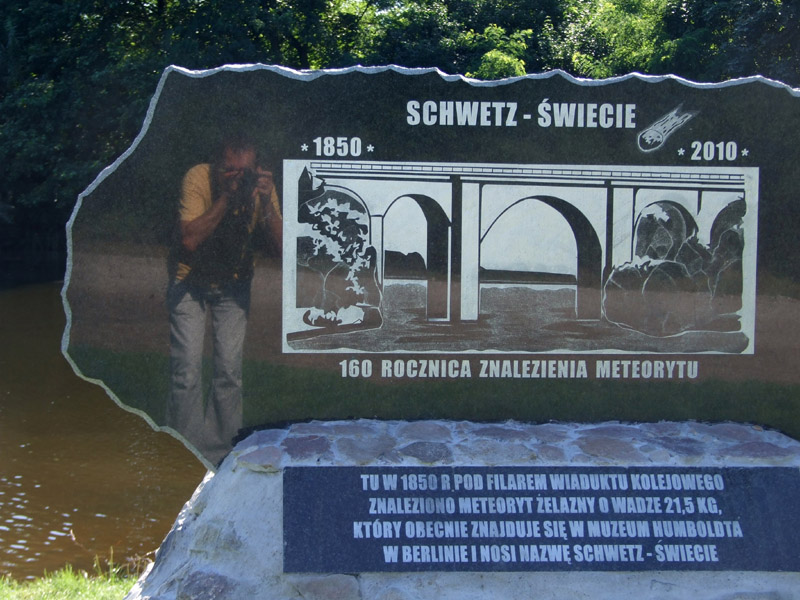 SCHWETZ - ŚWIECIE
* 1850 *
* 2010 *
160 ROCZNICA ZNALEZIENIA METEORYTU
TU W 1850 R. POD FILAREM WIADUKTU KOLEJOWEGO
ZNALEZIONO METEORYT ŻELAZNY O WADZE 21,5 KG,
KTÓRY OBECNIE ZNAJDUJE SIĘ W MUZEUM HUMBOLDTA
W BERLINIE I NOSI NAZWĘ SCHWETZ - ŚWIECIE